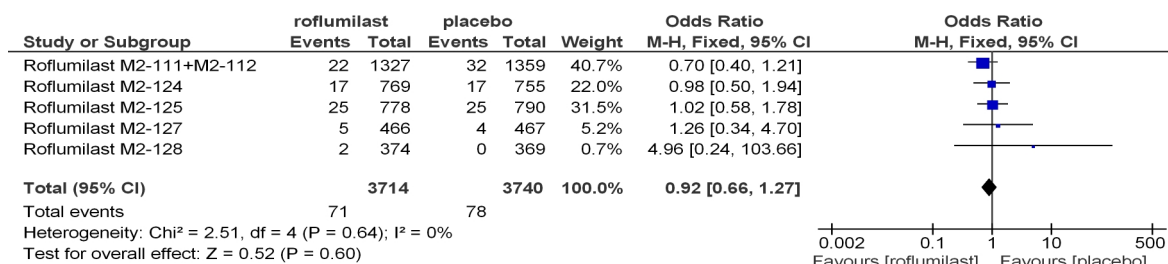 roflumilast placebo Odds Ratio Odds Ratio
Study or Subgroup Events Total Events Total Weight M-H, Fixed, 95% CI M-H, Fixed, 95% CI
Roflumilast M2-111+M2-112 22 1327 32 1359 40.7% 0.70 [0.40, 1.21]
Roflumilast M2-124 17 769 17 755 22.0% 0.98 [0.50, 1.94]
Roflumilast M2-125 25 778 25 790 31.5% 1.02 [0.58, 1.78]
Roflumilast M2-127 5 466 4 467 5.2% 1.26 [0.34, 4.70]
Roflumilast M2-128 2 374 0 369 0.7% 4.96 [0.24, 103.66]
Total (95% CI) 3714 3740 100.0% 0.92 [0.66, 1.27]
Total events 71 78
Heterogeneity: Chi² = 2.51, df = 4 (P = 0.64); I² = 0%
Test for overall effect: Z = 0.52 (P = 0.60)
0.002 0.1 1 10 500
Favours [roflumilast] Favours [placebo]